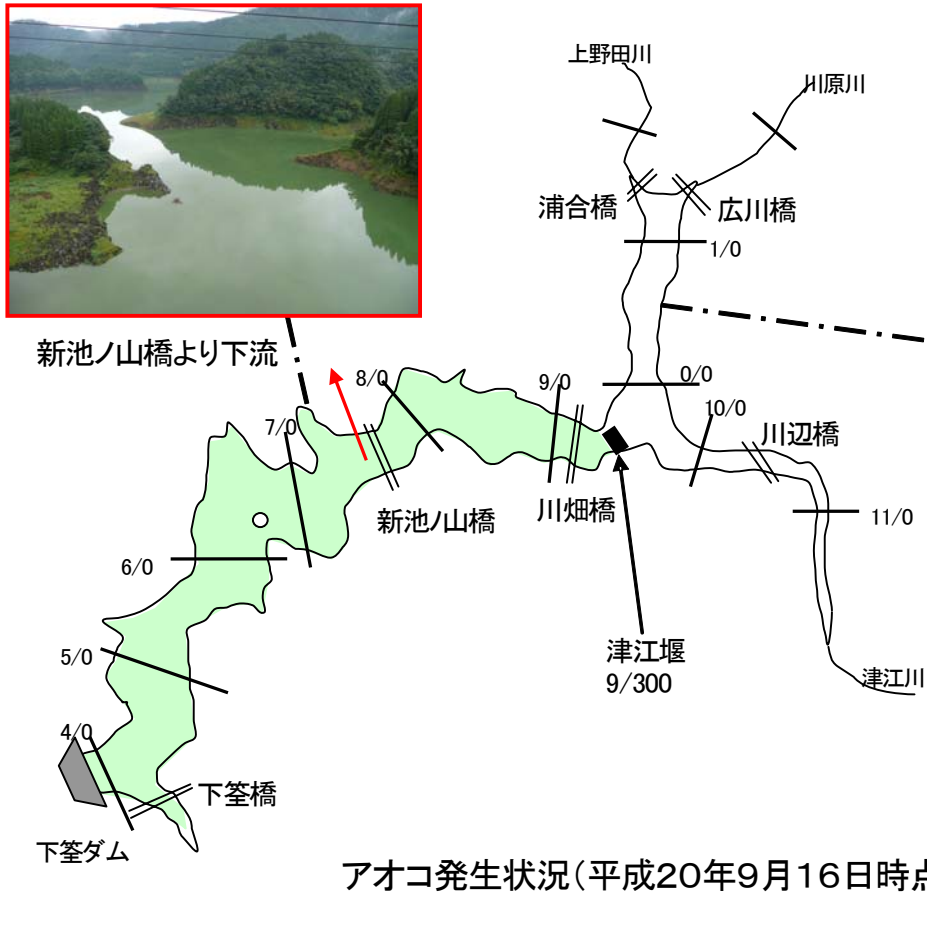 上野田川
川原川
浦合橋
広川橋
1/0
新池ノ山橋より下流
8/0
9/0
0/0
10/0
7/0
川辺橋
新池ノ山橋
川畑橋
11/0
6/0
津江堰
9/300
5/0
津江川
4/0
下筌橋
下筌ダム
アオコ発生状況(平成20年9月16日時点